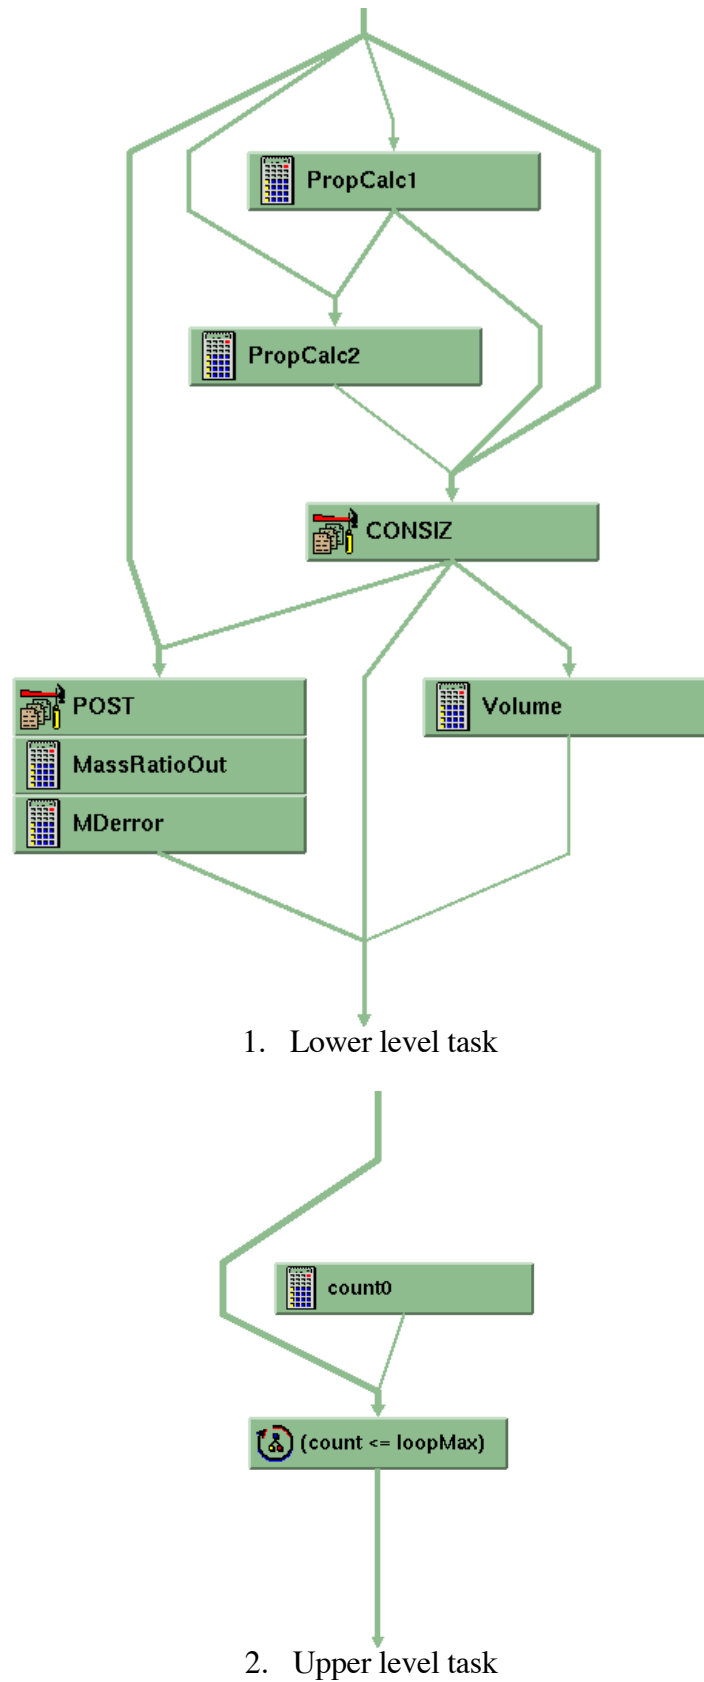 PropCalc1
PropCalc2
CONSIZ
POST
Volume
MassRatioOut
MDerror
1. Lower level task
count0
(count <= loopMax)
2. Upper level task